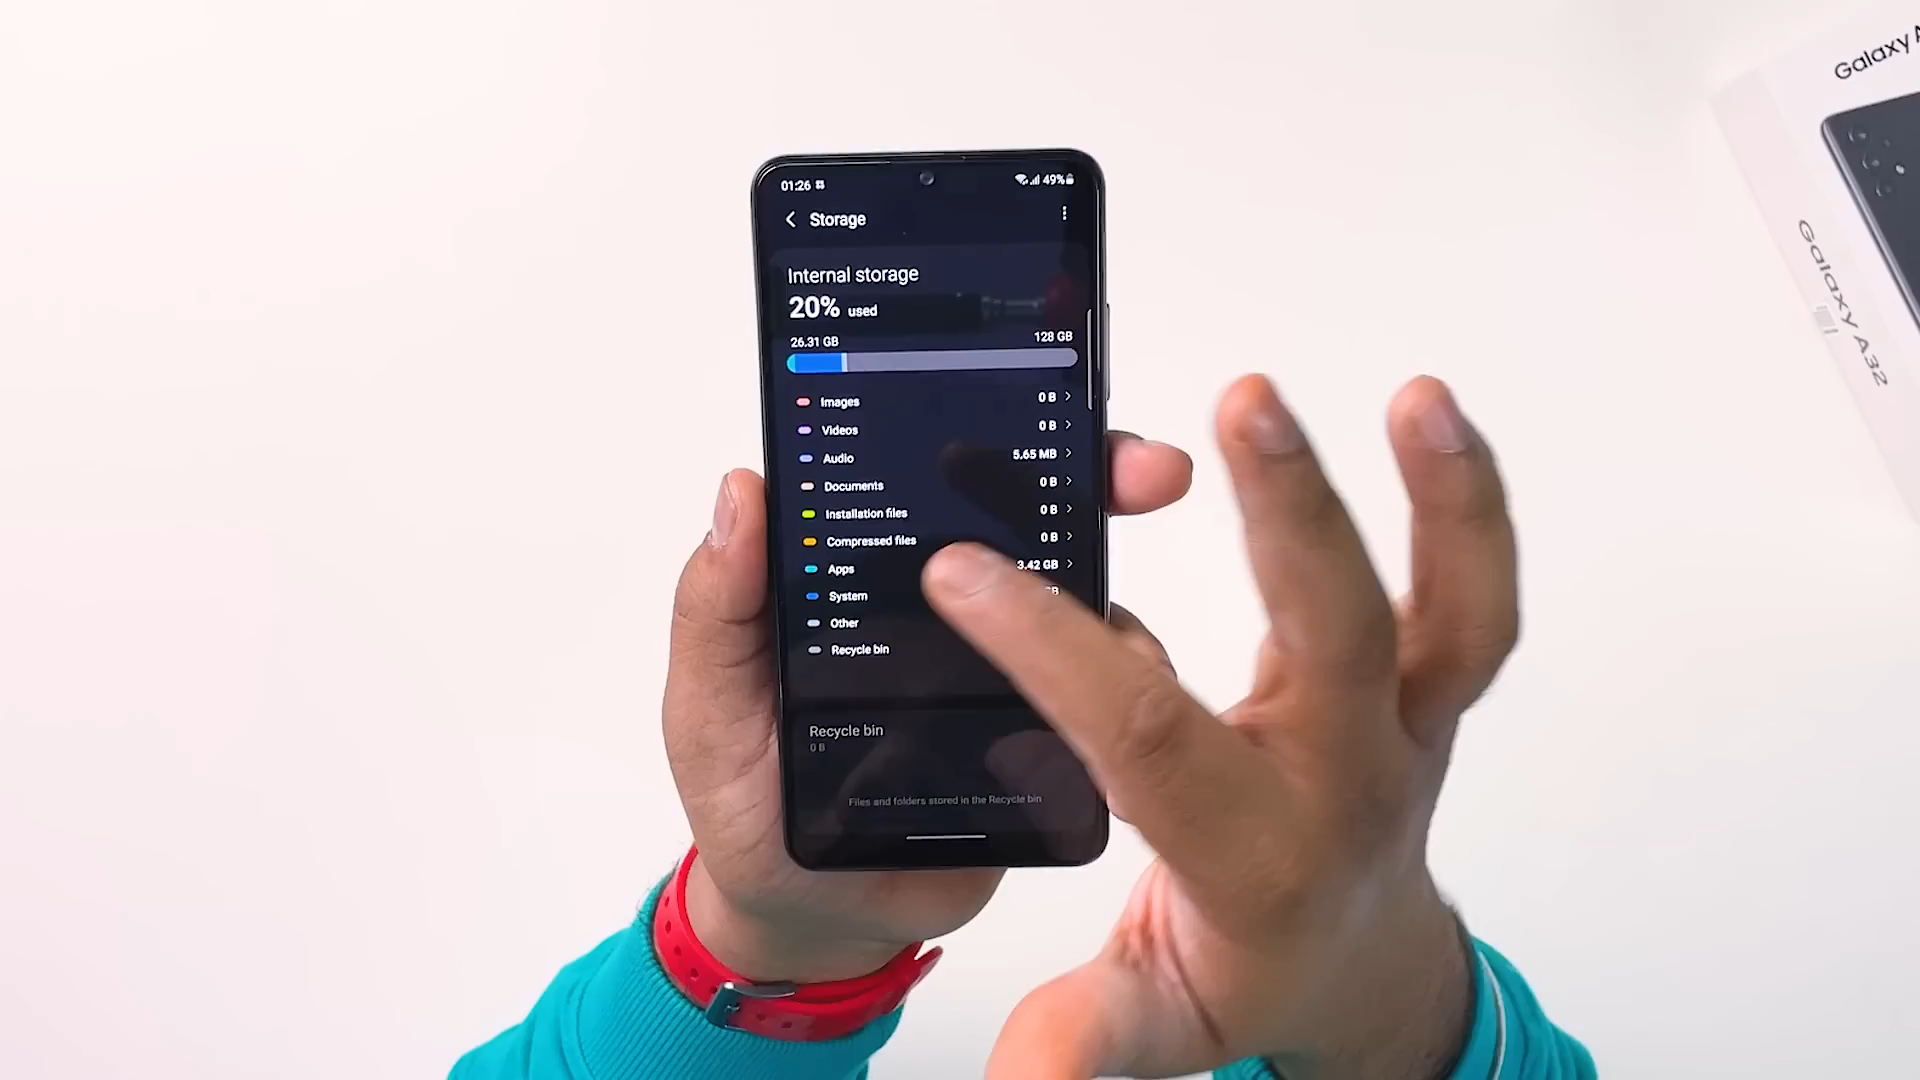 01:26
49%
Storage
Internal storage
20% used
26.31 GB 128 GB
Images 0 B
Videos 0 B
Audio 5.65 MB
Documents 0 B
Installation files 0 B
Compressed files 0 B
Apps 3.42 GB
System GB
Other
Recycle bin
Recycle bin
0 B
Files and folders stored in the Recycle bin
Galaxy A
Galaxy A32